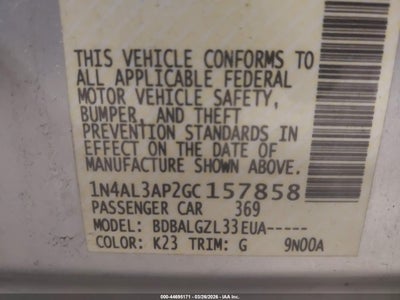 THIS VEHICLE CONFORMS TO
ALL APPLICABLE FEDERAL
MOTOR VEHICLE SAFETY,
BUMPER, AND THEFT
PREVENTION STANDARDS IN
EFFECT ON THE DATE OF
MANUFACTURE SHOWN ABOVE.
1N4AL3AP2GC157858
PASSENGER CAR 369
MODEL: BDBALGZL33EUA-----
COLOR: K23 TRIM: G 9N00A
000-44695171 - 03/26/2026 - IAA, Inc.